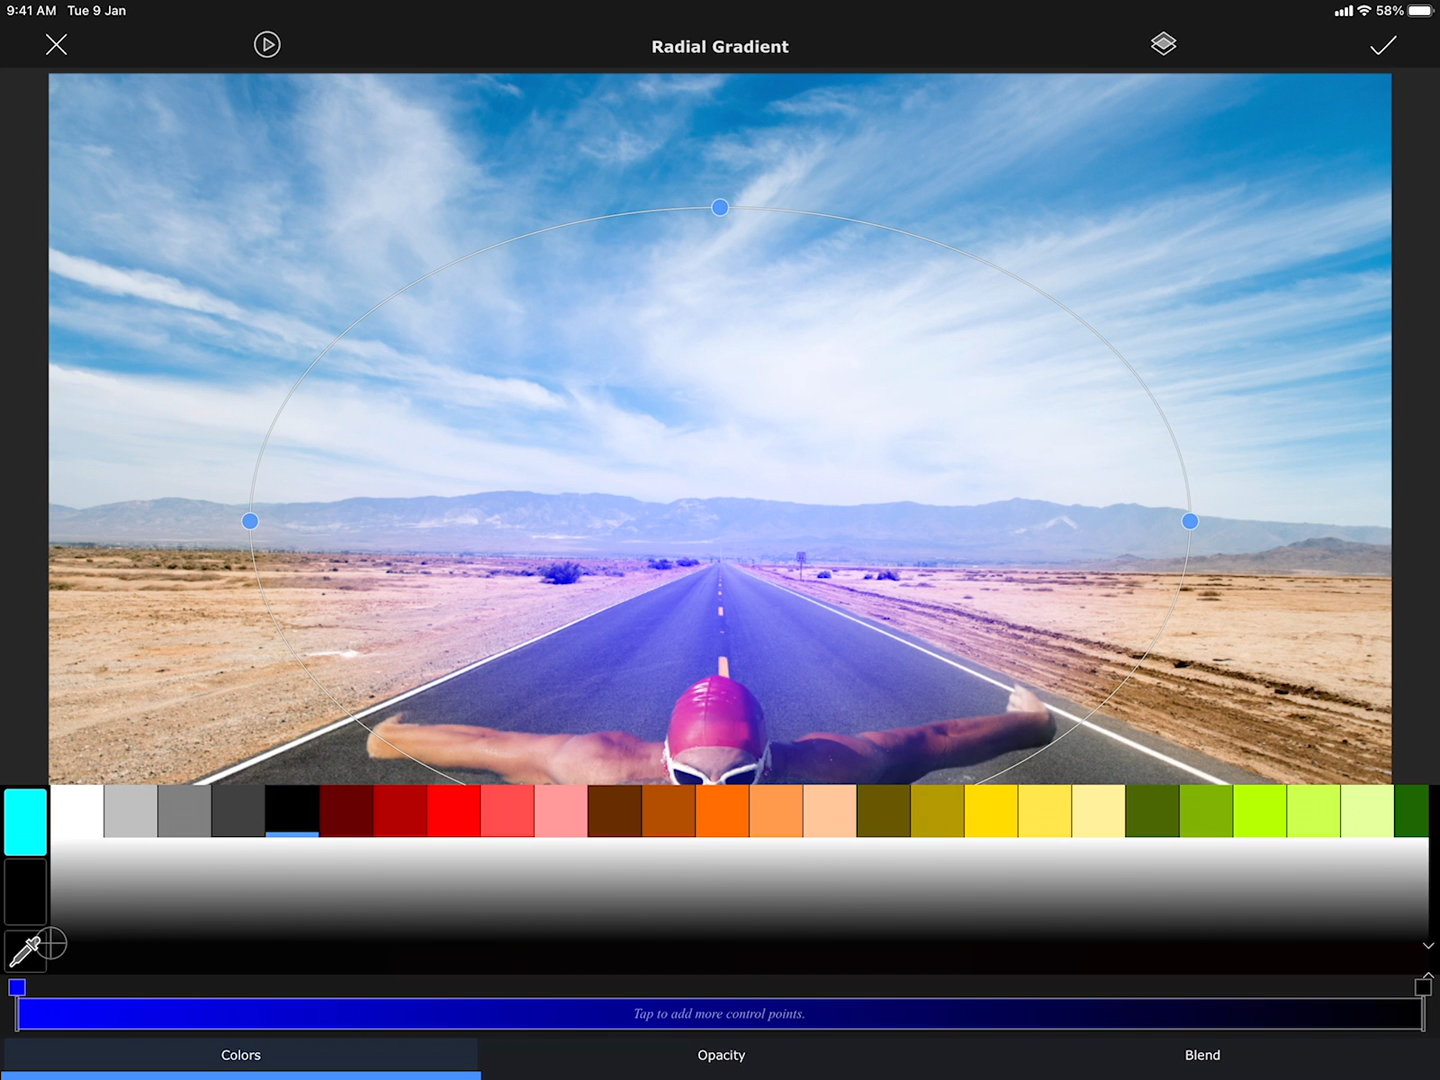 9:41 AM Tue 9 Jan
58%
Radial Gradient
Tap to add more control points.
Colors
Opacity
Blend